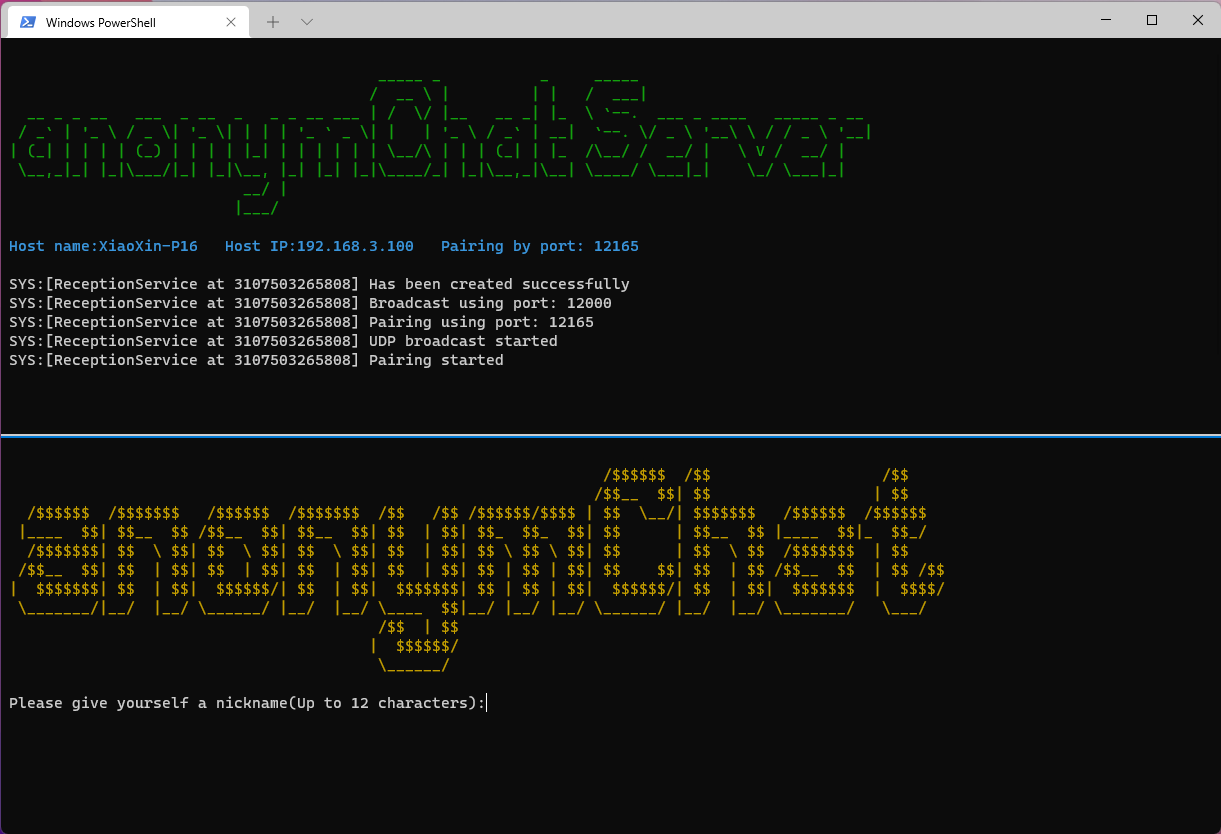 Windows PowerShell
anonymChat Server
Host name:XiaoXin-P16   Host IP:192.168.3.100   Pairing by port: 12165
SYS:[ReceptionService at 3107503265808] Has been created successfully
SYS:[ReceptionService at 3107503265808] Broadcast using port: 12000
SYS:[ReceptionService at 3107503265808] Pairing using port: 12165
SYS:[ReceptionService at 3107503265808] UDP broadcast started
SYS:[ReceptionService at 3107503265808] Pairing started
anonymChat
Please give yourself a nickname(Up to 12 characters):